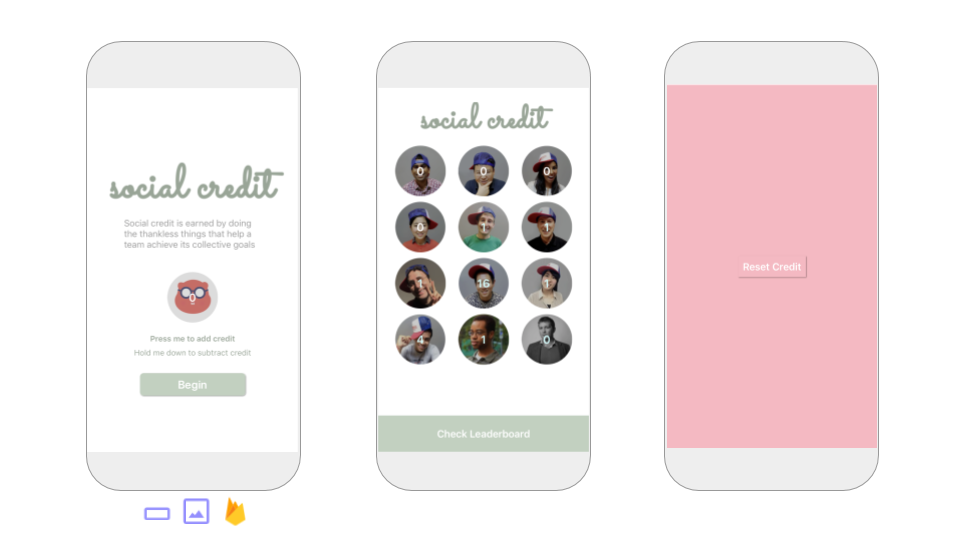 social credit
Social credit is earned by doing
the thankless things that help a
team achieve its collective goals
0
Press me to add credit
Hold me down to subtract credit
Begin
social credit
0 0 0
0 1 1
1 16 1
4 1 0
Check Leaderboard
Reset Credit